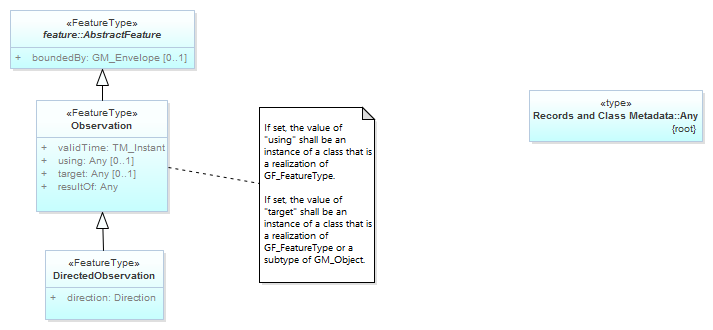 «FeatureType»
feature::AbstractFeature
+ boundedBy: GM_Envelope [0..1]
«FeatureType»
Observation
+ validTime: TM_Instant
+ using: Any [0..1]
+ target: Any [0..1]
+ resultOf: Any
«FeatureType»
DirectedObservation
+ direction: Direction
If set, the value of
"using" shall be an
instance of a class that is
a realization of
GF_FeatureType.
If set, the value of
"target" shall be an
instance of a class that is
a realization of
GF_FeatureType or a
subtype of GM_Object.
«type»
Records and Class Metadata::Any
{root}